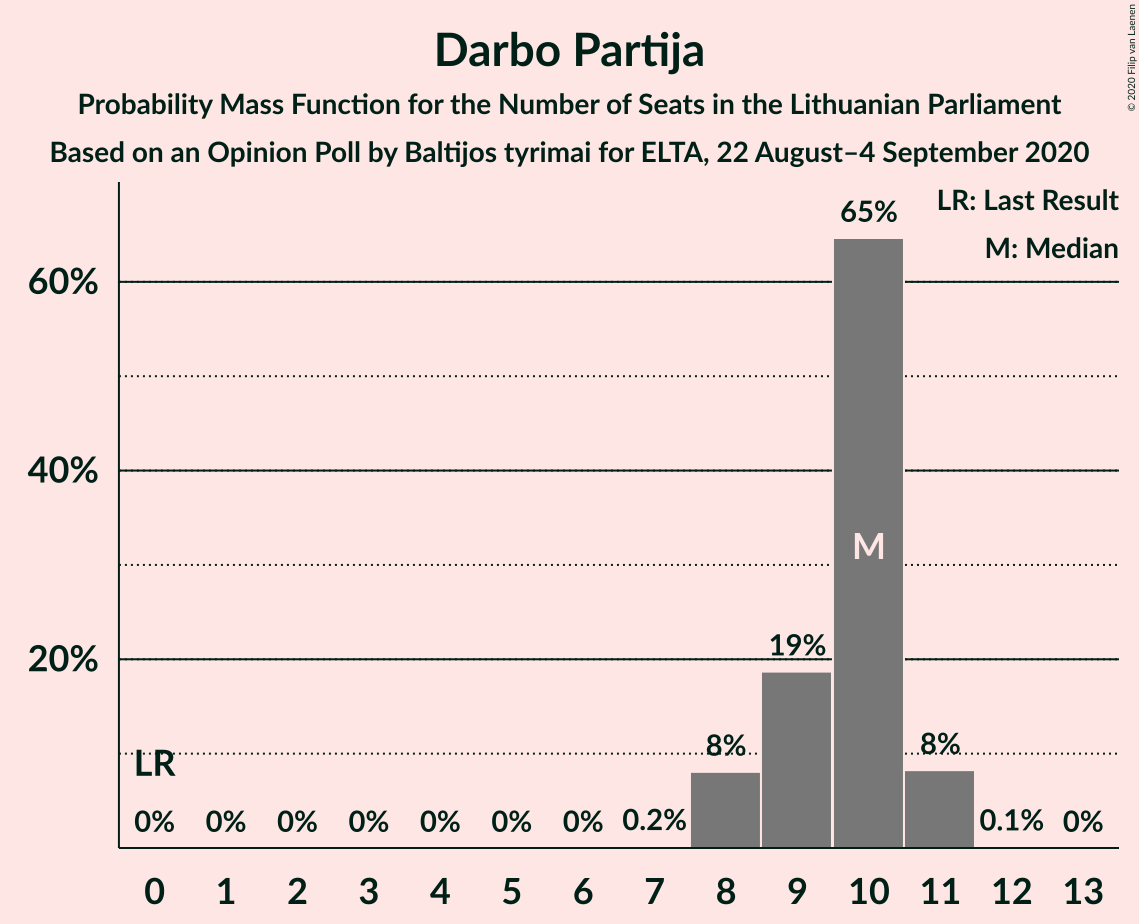 Darbo Partija
Probability Mass Function for the Number of Seats in the Lithuanian Parliament
Based on an Opinion Poll by Baltijos tyrimai for ELTA, 22 August–4 September 2020
© 2020 Filip van Laenen
LR: Last Result
M: Median
60%
40%
20%
65%
M
19%
8%
8%
LR
0%
0%
0%
0%
0%
0%
0%
0.2%
0.1%
0%
0 1 2 3 4 5 6 7 8 9 10 11 12 13